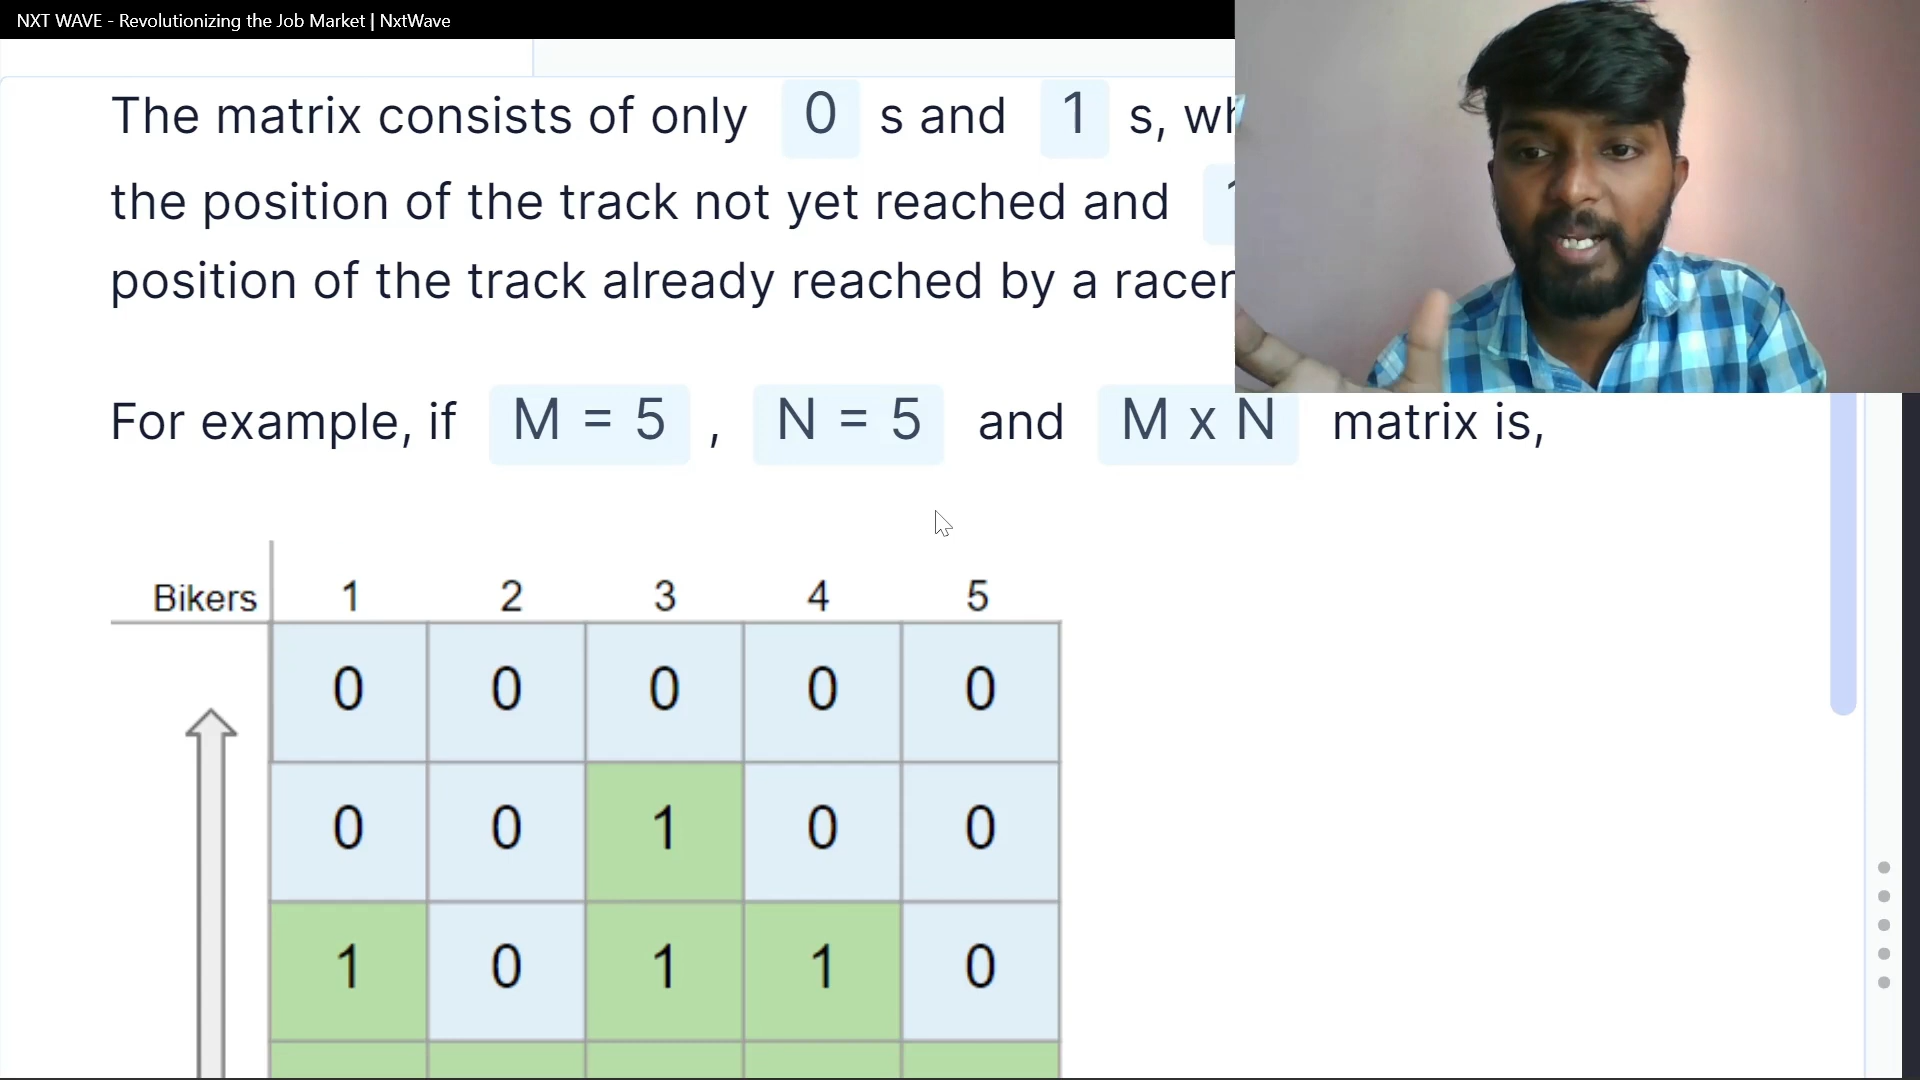 NXT WAVE - Revolutionizing the Job Market | NxtWave
The matrix consists of only 0 s and 1 s,
the position of the track not yet reached and
position of the track already reached by a racer
For example, if M = 5 , N = 5 and M x N matrix is,
Bikers 1 2 3 4 5
0 0 0 0 0
0 0 1 0 0
1 0 1 1 0